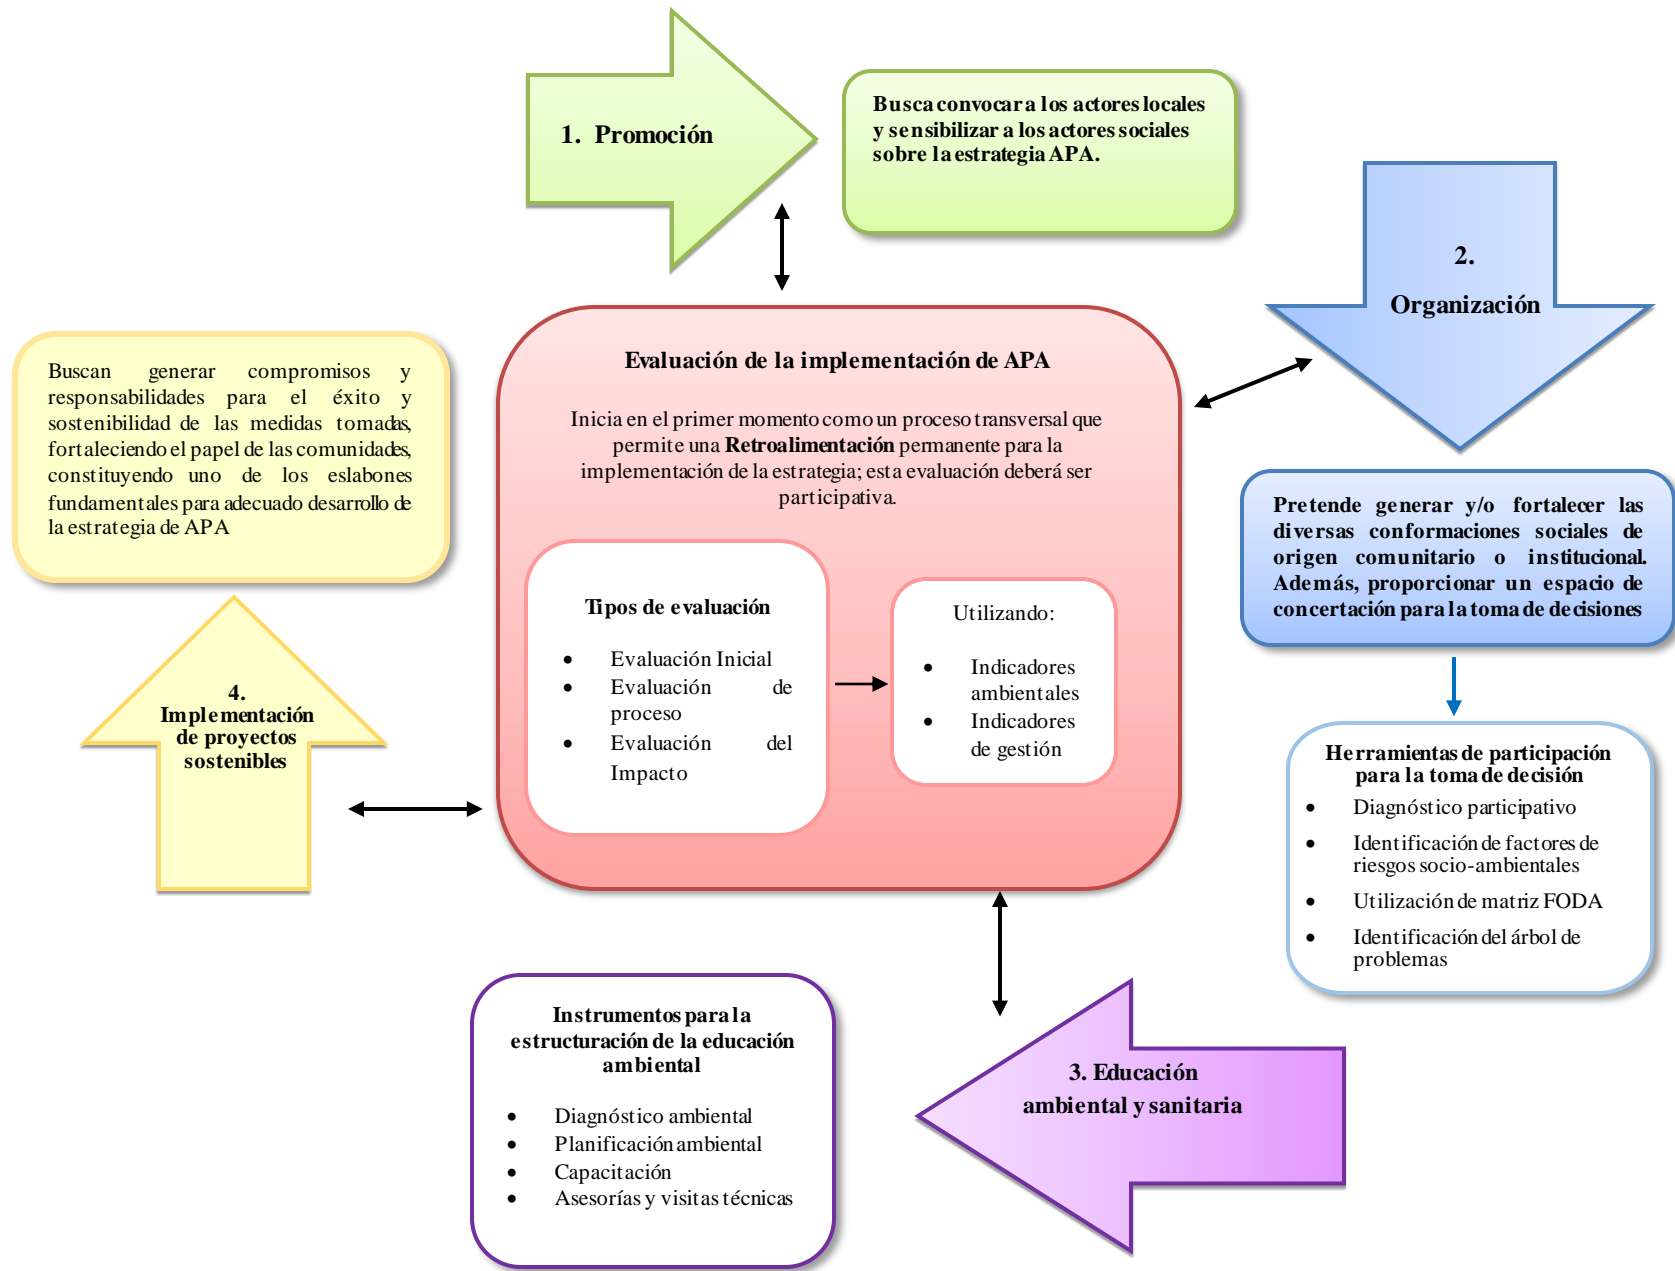 1. Promoción
Busca convocar a los actores locales
y sensibilizar a los actores sociales
sobre la estrategia APA.
2.
Organización
Pretende generar y/o fortalecer las
diversas conformaciones sociales de
origen comunitario o institucional.
Además, proporcionar un espacio de
concertación para la toma de decisiones
Herramientas de participación
para la toma de decisión
• Diagnóstico participativo
• Identificación de factores de
riesgos socio-ambientales
• Utilización de matriz FODA
• Identificación del árbol de
problemas
Evaluación de la implementación de APA
Inicia en el primer momento como un proceso transversal que
permite una Retroalimentación permanente para la
implementación de la estrategia; esta evaluación deberá ser
participativa.
Tipos de evaluación
• Evaluación Inicial
• Evaluación de
proceso
• Evaluación del
Impacto
Utilizando:
• Indicadores
ambientales
• Indicadores
de gestión
3. Educación
ambiental y sanitaria
Instrumentos para la
estructuración de la educación
ambiental
• Diagnóstico ambiental
• Planificación ambiental
• Capacitación
• Asesorías y visitas técnicas
4.
Implementación
de proyectos
sostenibles
Buscan generar compromisos y
responsabilidades para el éxito y
sostenibilidad de las medidas tomadas,
fortaleciendo el papel de las comunidades,
constituyendo uno de los eslabones
fundamentales para adecuado desarrollo de
la estrategia de APA